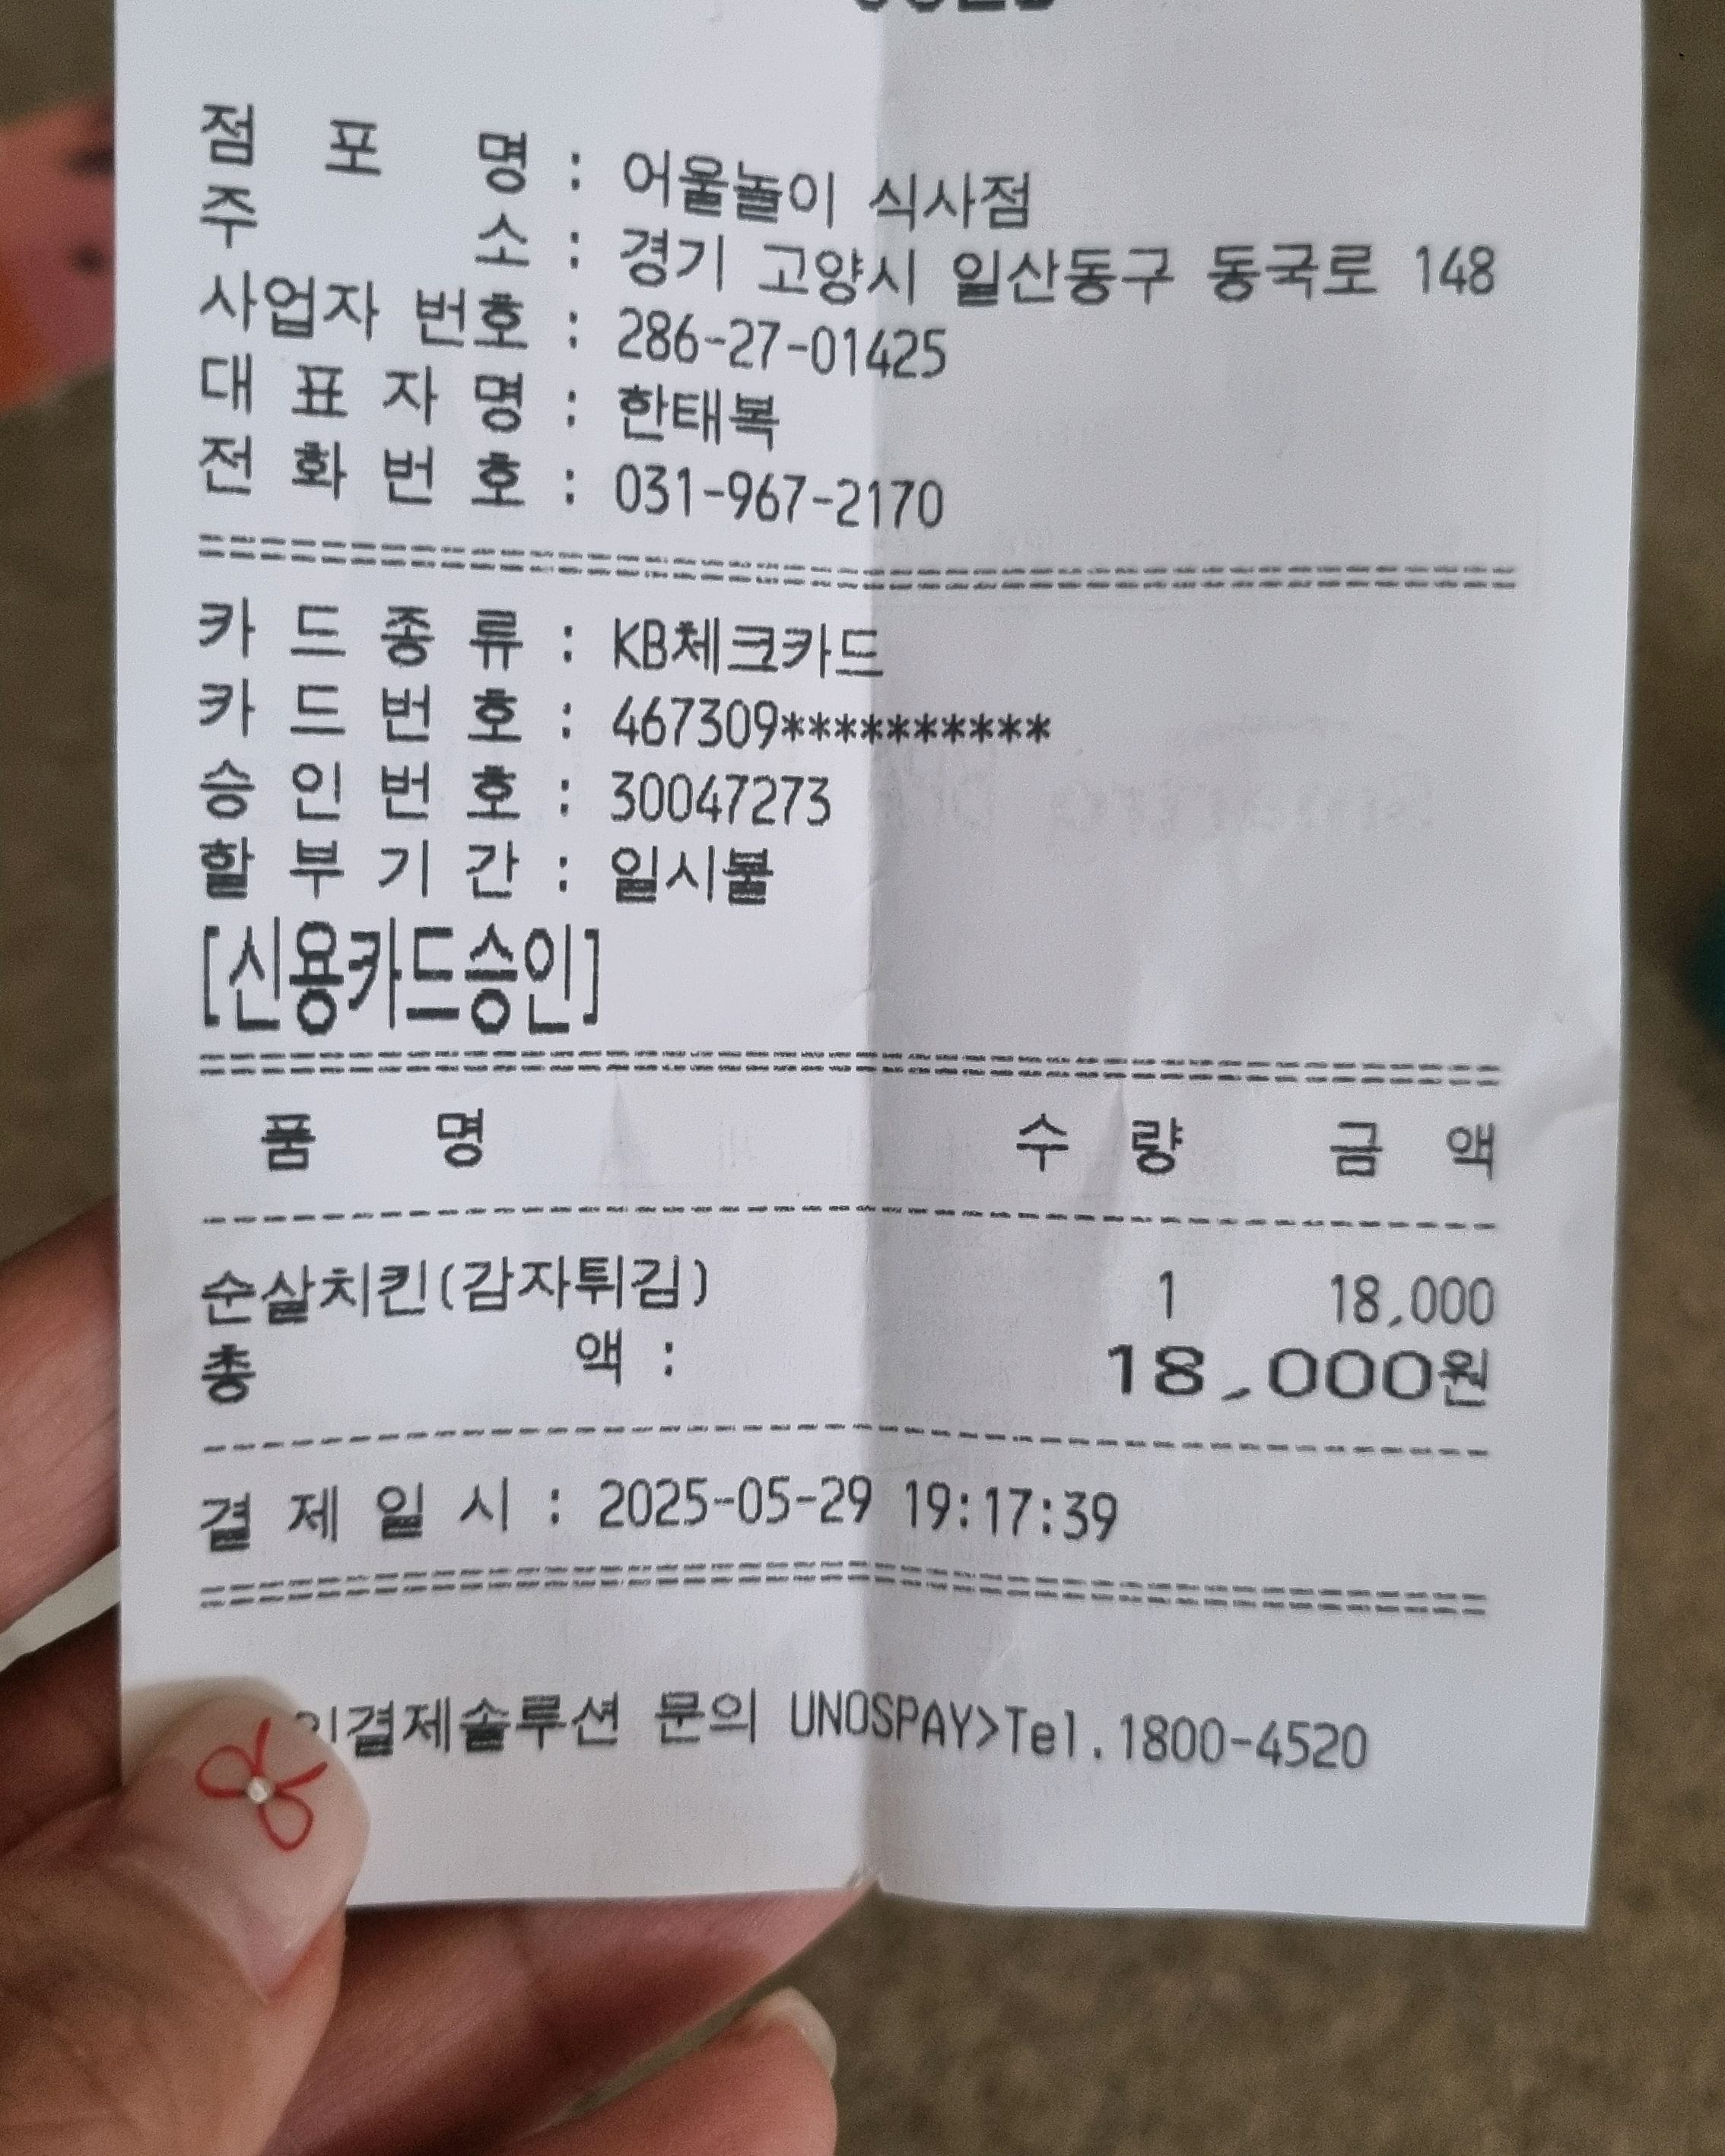 점 포 명 : 어울놀이 식사점
주 소 : 경기 고양시 일산동구 동국로 148
사업자 번호 : 286-27-01425
대 표 자 명 : 한태복
전 화 번 호 : 031-967-2170
카 드 종 류 : KB체크카드
카 드 번 호 : 467309**********
승 인 번 호 : 30047273
할 부 기 간 : 일시불
[신용카드승인]
품 명 수 량 금 액
순살치킨(감자튀김) 1 18,000
총 액 : 18,000원
결 제 일 시 : 2025-05-29 19:17:39
결제솔루션 문의 UNOSPAY>Tel.1800-4520